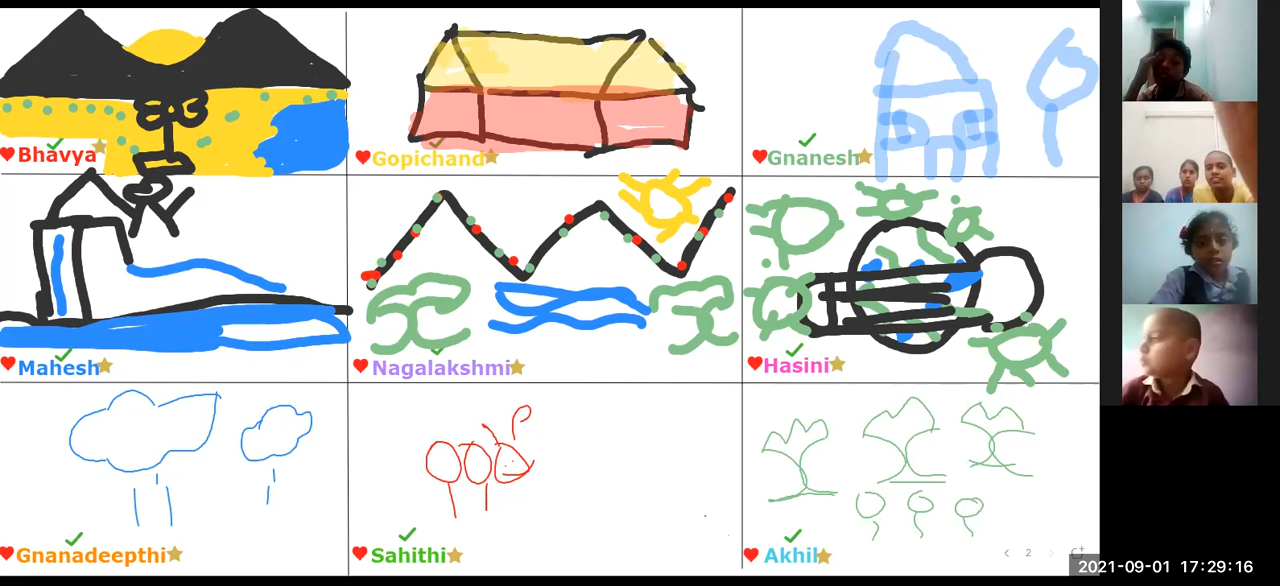 Bhavya
Gopichand
Gnanesh
Mahesh
Nagalakshmi
Hasini
Gnanadeepthi
Sahithi
Akhil
2
2021-09-01 17:29:16